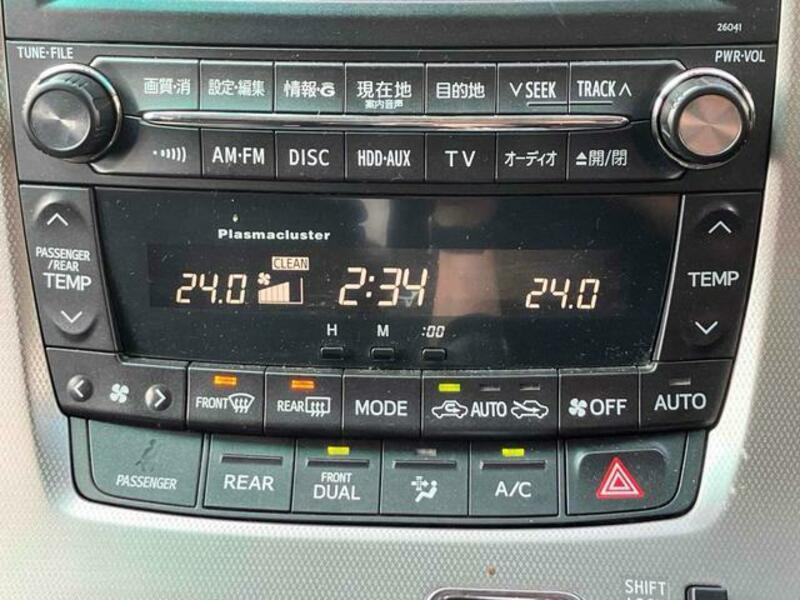 26041
TUNE·FILE
PWR·VOL
画質·消
設定·編集
情報·G
現在地
案内音声
目的地
∨ SEEK
TRACK ∧
AM·FM
DISC
HDD·AUX
TV
オーディオ
開/閉
Plasmacluster
PASSENGER
/REAR
TEMP
CLEAN
24.0
2:34
24.0
TEMP
H
M
:00
FRONT
REAR
MODE
AUTO
OFF
AUTO
PASSENGER
REAR
FRONT
DUAL
A/C
SHIFT